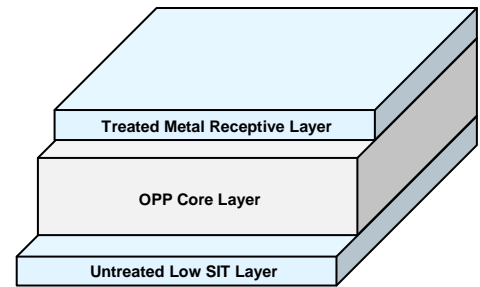 Treated Metal Receptive Layer
OPP Core Layer
Untreated Low SIT Layer